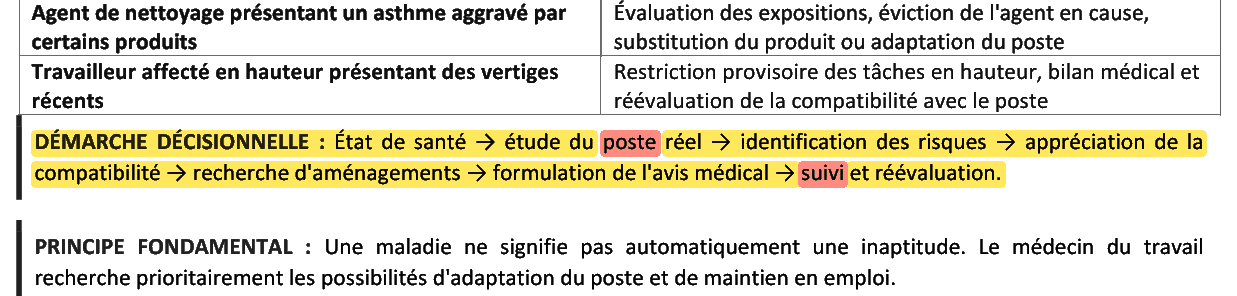 Agent de nettoyage présentant un asthme aggravé par
certains produits
Évaluation des expositions, éviction de l'agent en cause,
substitution du produit ou adaptation du poste
Travailleur affecté en hauteur présentant des vertiges
récents
Restriction provisoire des tâches en hauteur, bilan médical et
réévaluation de la compatibilité avec le poste
DÉMARCHE DÉCISIONNELLE : État de santé → étude du poste réel → identification des risques → appréciation de la
compatibilité → recherche d'aménagements → formulation de l'avis médical → suivi et réévaluation.
PRINCIPE FONDAMENTAL : Une maladie ne signifie pas automatiquement une inaptitude. Le médecin du travail
recherche prioritairement les possibilités d'adaptation du poste et de maintien en emploi.